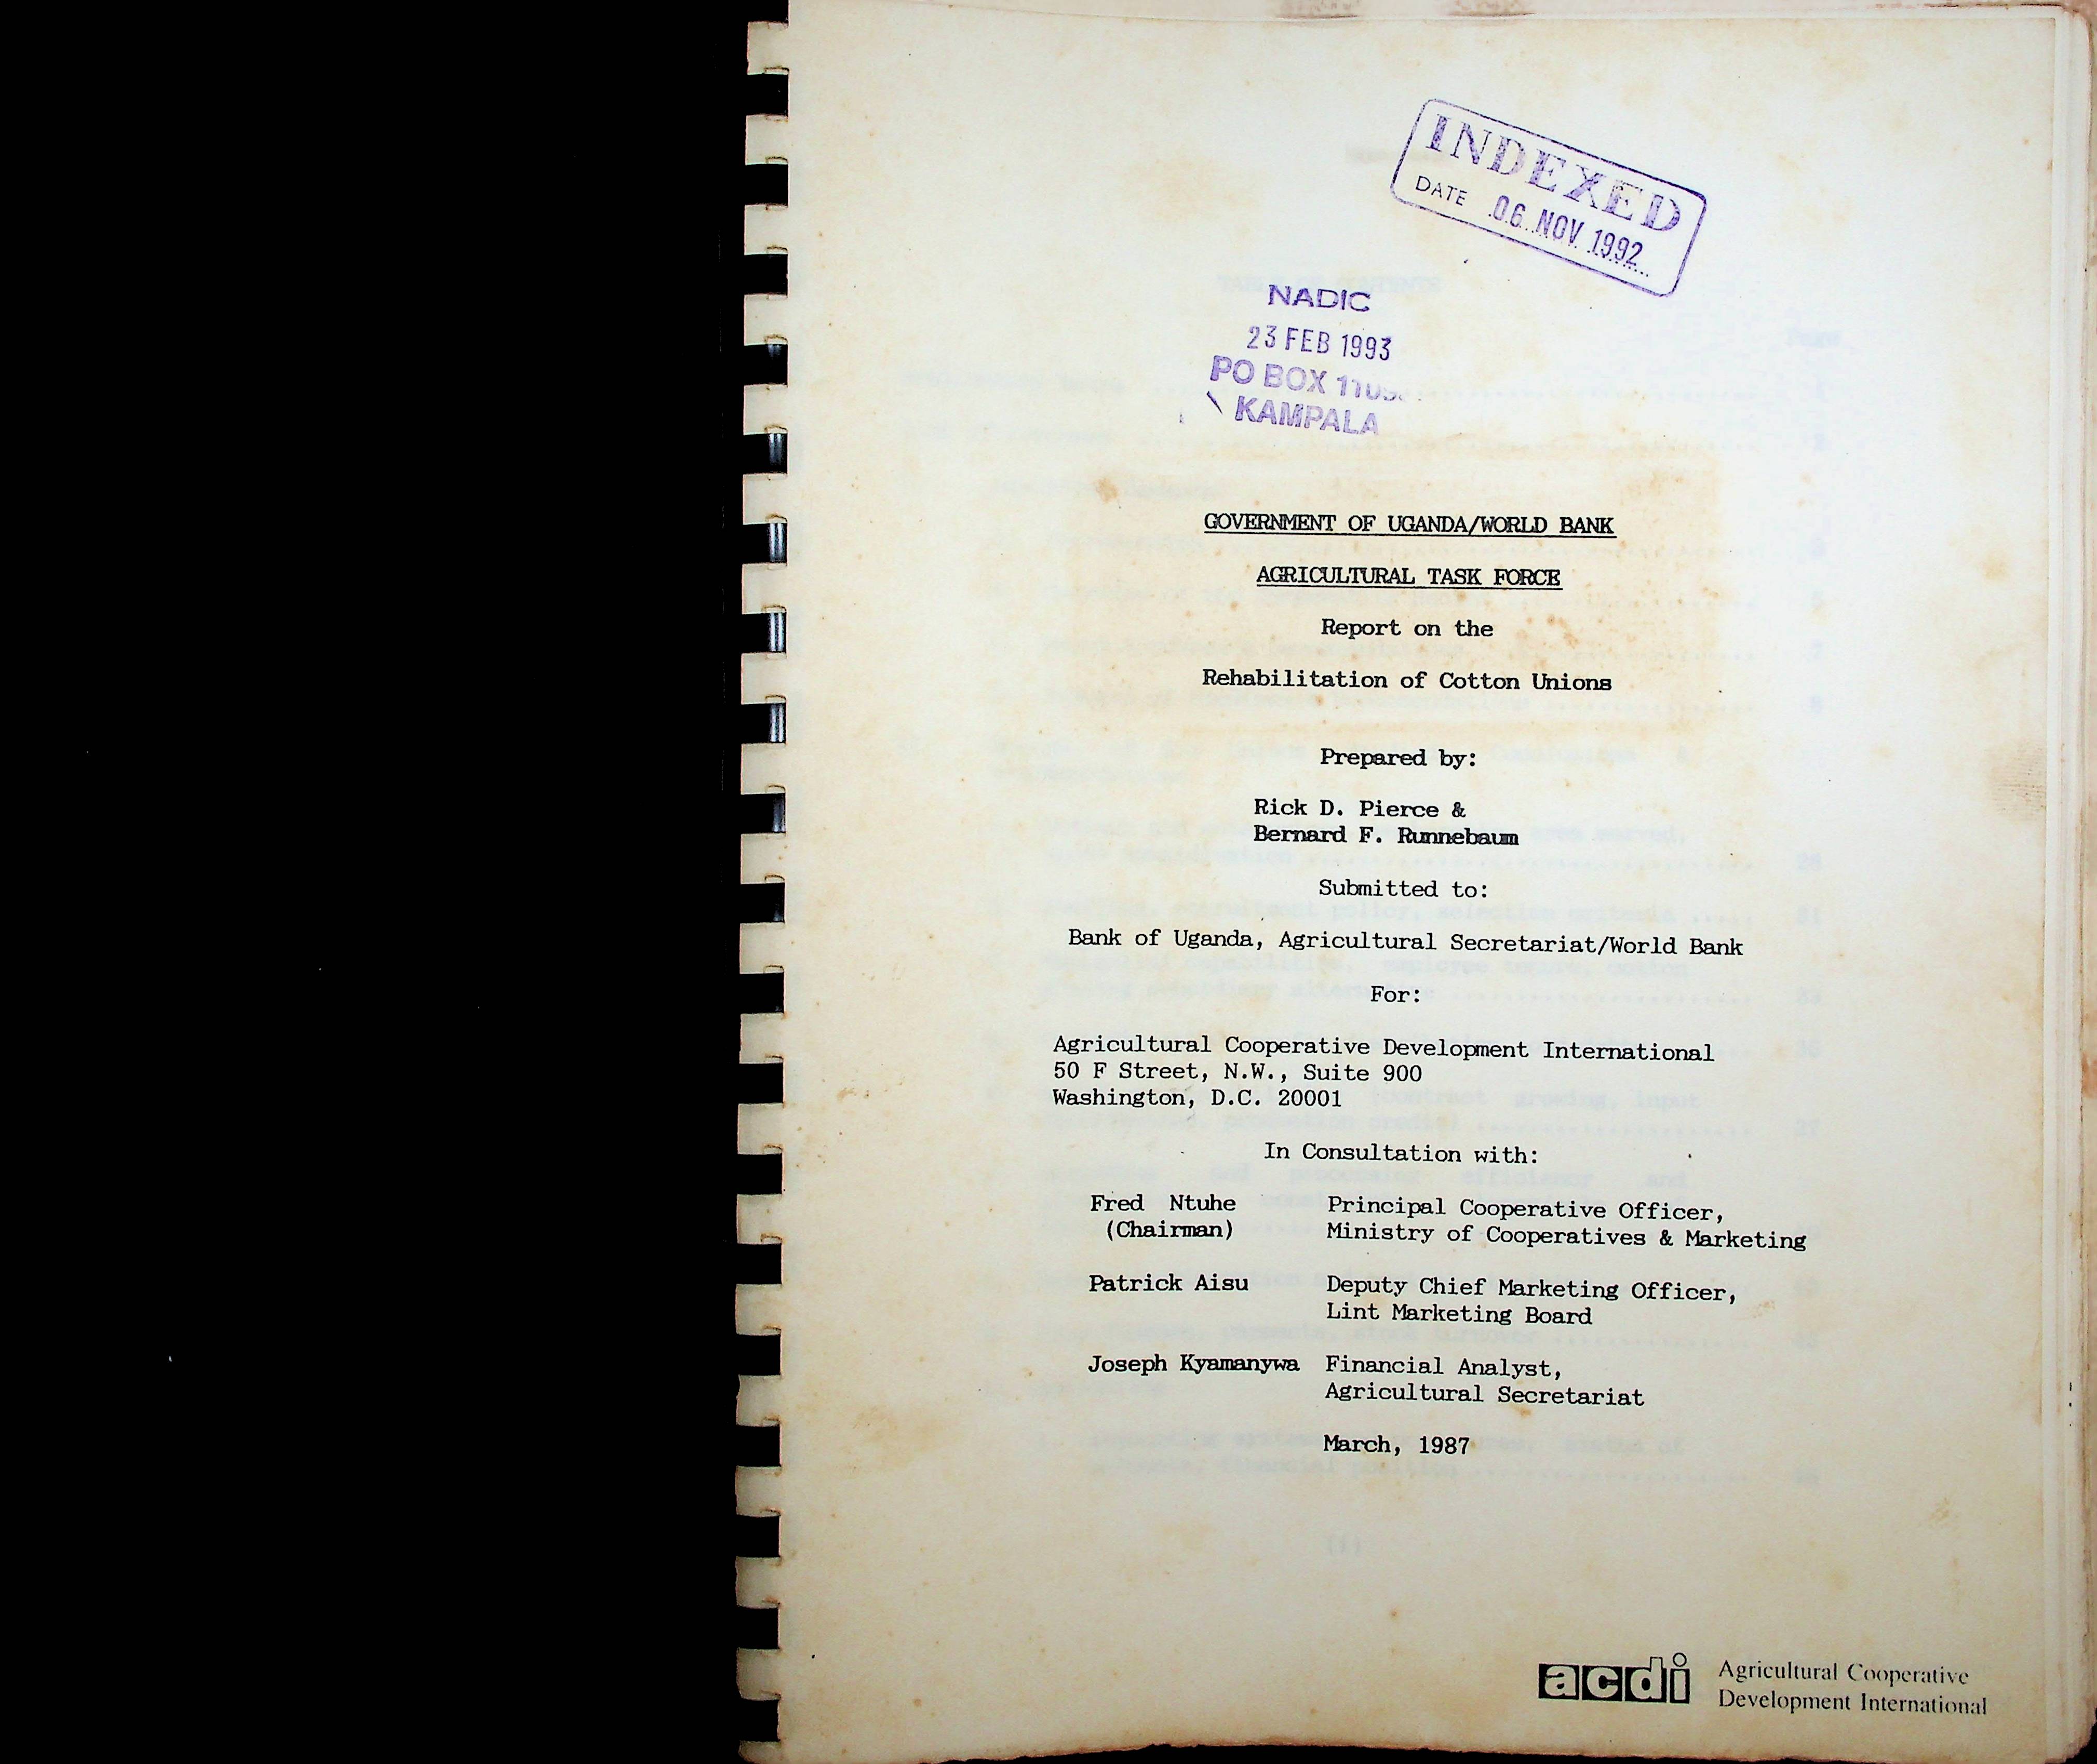 INDEXED
DATE 06 NOV 1992
NADIC
23 FEB 1993
PO BOX
KAMPALA
GOVERNMENT OF UGANDA/WORLD BANK
AGRICULTURAL TASK FORCE
Report on the
Rehabilitation of Cotton Unions
Prepared by:
Rick D. Pierce &
Bernard F. Runnebaum
Submitted to:
Bank of Uganda, Agricultural Secretariat/World Bank
For:
Agricultural Cooperative Development International
50 F Street, N.W., Suite 900
Washington, D.C. 20001
In Consultation with:
Fred Ntuhe Principal Cooperative Officer,
(Chairman) Ministry of Cooperatives & Marketing
Patrick Aisu Deputy Chief Marketing Officer,
Lint Marketing Board
Joseph Kyamanywa Financial Analyst,
Agricultural Secretariat
March, 1987
acdi Agricultural Cooperative
Development International